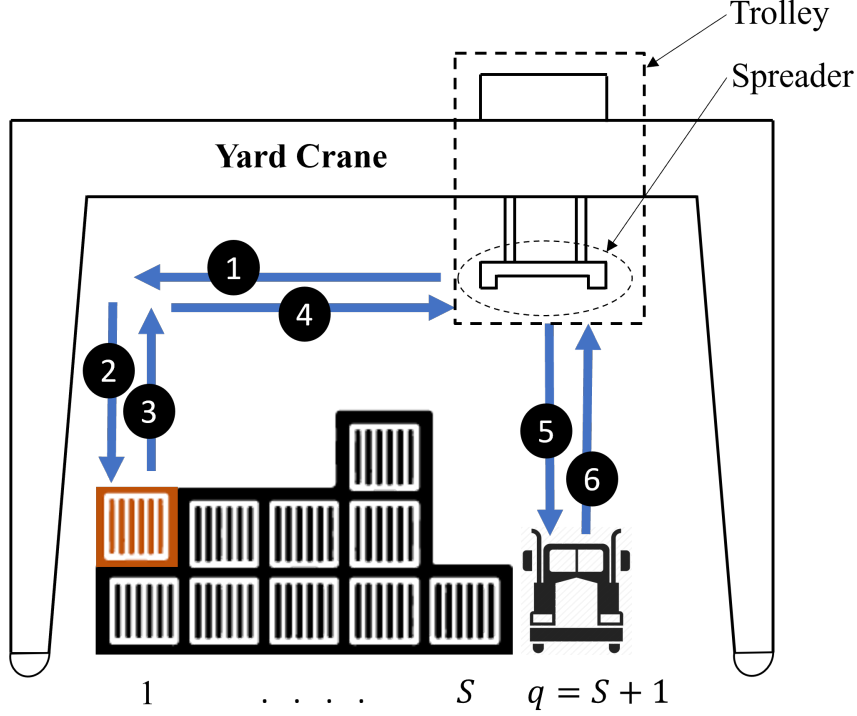 Trolley
Spreader
Yard Crane
1
4
2
3
5
6
1 . . . . S q = S + 1